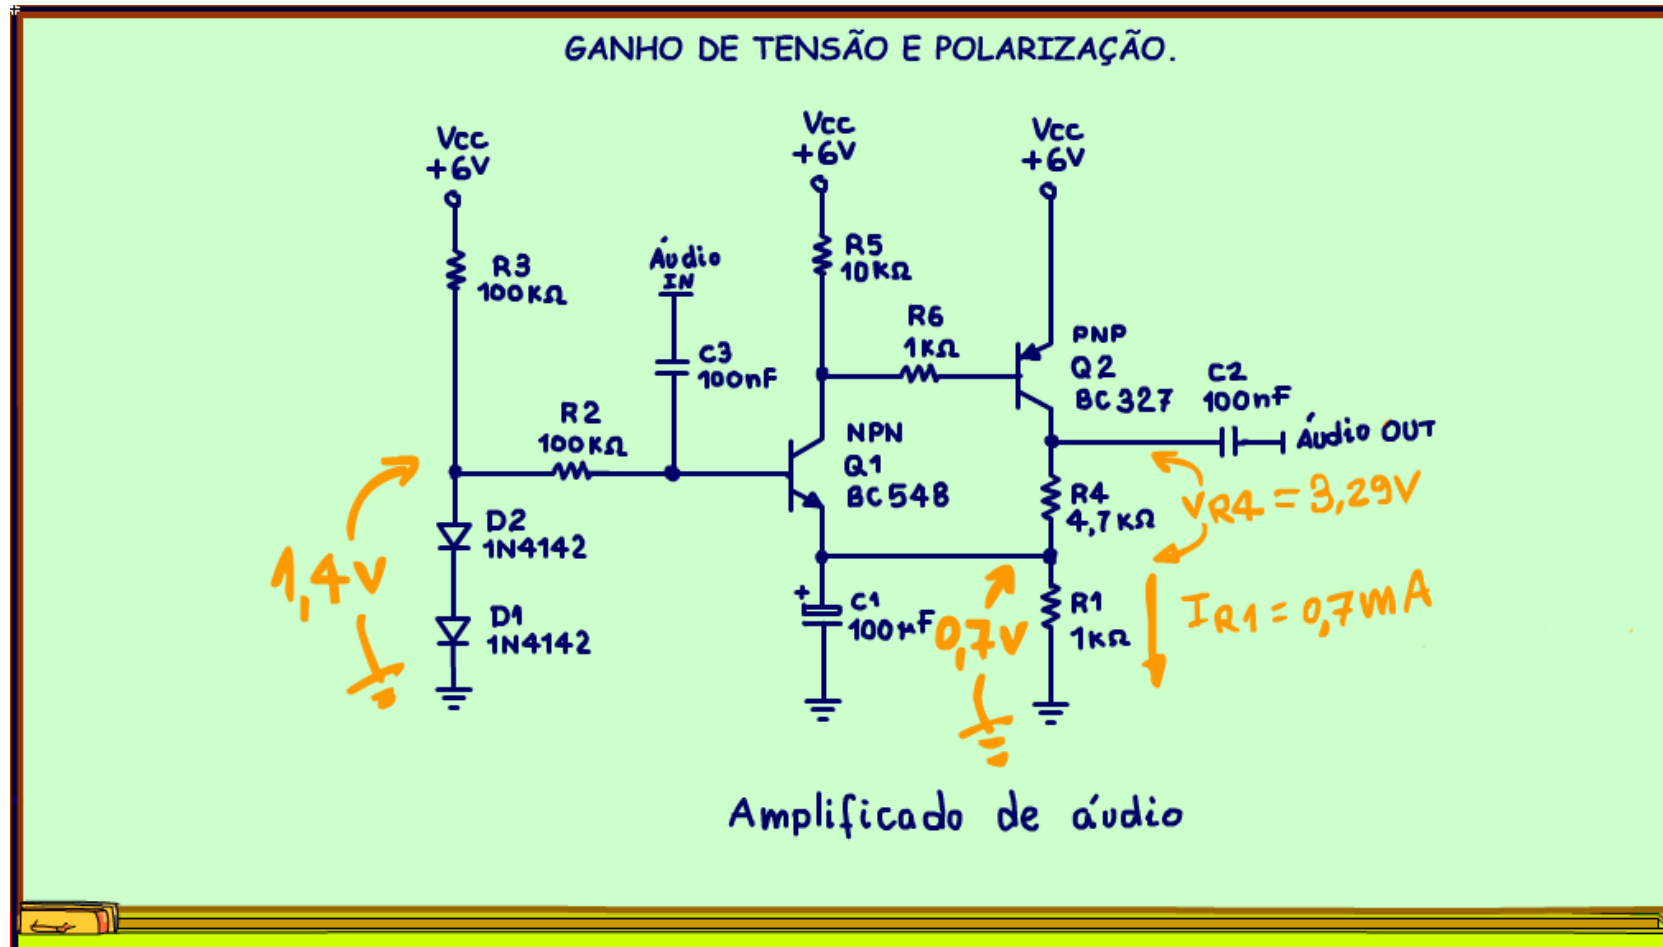 GANHO DE TENSÃO E POLARIZAÇÃO.
Vcc
+6V
Vcc
+6V
Vcc
+6V
R3
100KΩ
Áudio
IN
R5
10KΩ
C3
100nF
R6
1KΩ
PNP
Q2
BC327
C2
100nF
Áudio OUT
R2
100KΩ
NPN
Q1
BC548
R4
4,7KΩ
VR4 = 3,29V
D2
1N4142
1,4V
D1
1N4142
+
C1
100µF
0,7V
R1
1KΩ
IR1 = 0,7mA
Amplificado de áudio